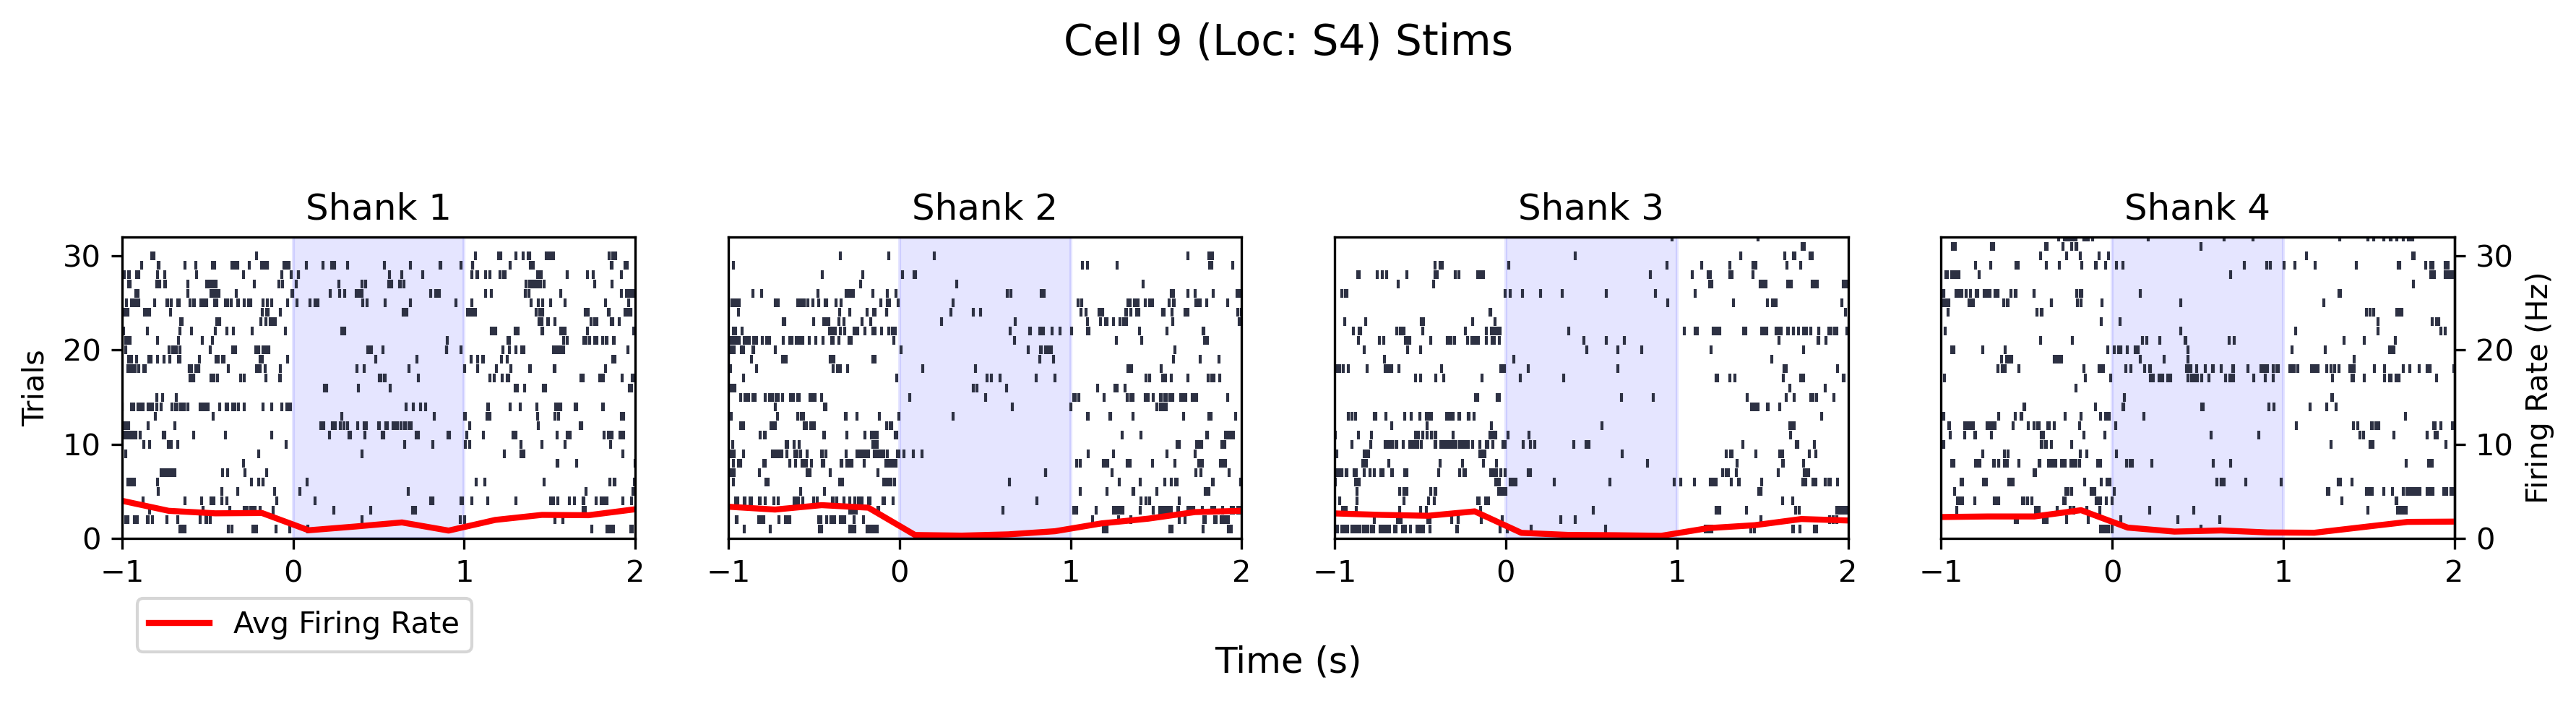 Cell 9 (Loc: S4) Stims
Shank 1
Shank 2
Shank 3
Shank 4
Trials
30
20
10
0
−1 0 1 2
−1 0 1 2
−1 0 1 2
−1 0 1 2
30
20
10
0
Firing Rate (Hz)
Avg Firing Rate
Time (s)